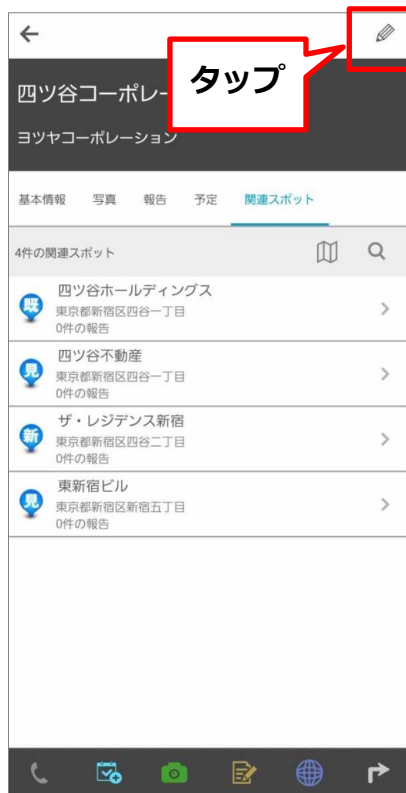 タップ
四ツ谷コーポレー
ヨツヤコーポレーション
基本情報 写真 報告 予定 関連スポット
4件の関連スポット
既
四ツ谷ホールディングス
東京都新宿区四谷一丁目
0件の報告
見
四ツ谷不動産
東京都新宿区四谷一丁目
0件の報告
新
ザ・レジデンス新宿
東京都新宿区四谷二丁目
0件の報告
見
東新宿ビル
東京都新宿区新宿五丁目
0件の報告